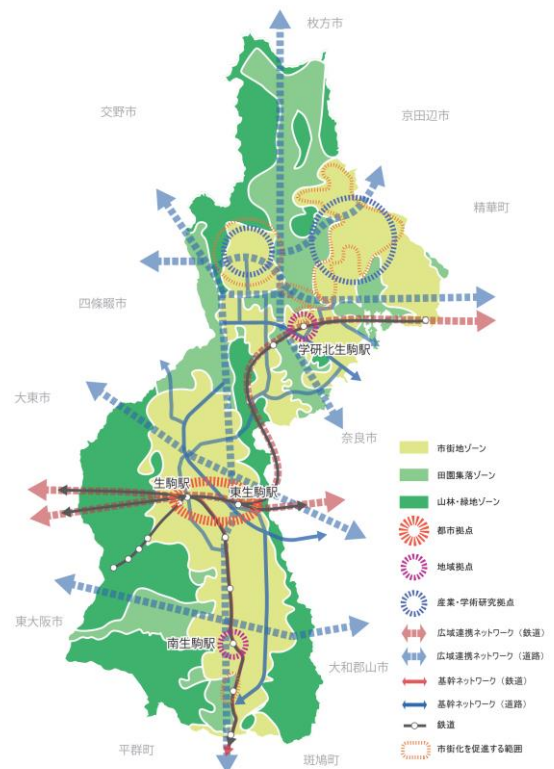 枚方市
交野市
京田辺市
精華町
四條畷市
学研北生駒駅
大東市
奈良市
生駒駅
東生駒駅
東大阪市
南生駒駅
大和郡山市
平群町
斑鳩町
市街地ゾーン
田園集落ゾーン
山林・緑地ゾーン
都市拠点
地域拠点
産業・学術研究拠点
広域連携ネットワーク（鉄道）
広域連携ネットワーク（道路）
基幹ネットワーク（鉄道）
基幹ネットワーク（道路）
鉄道
市街化を促進する範囲